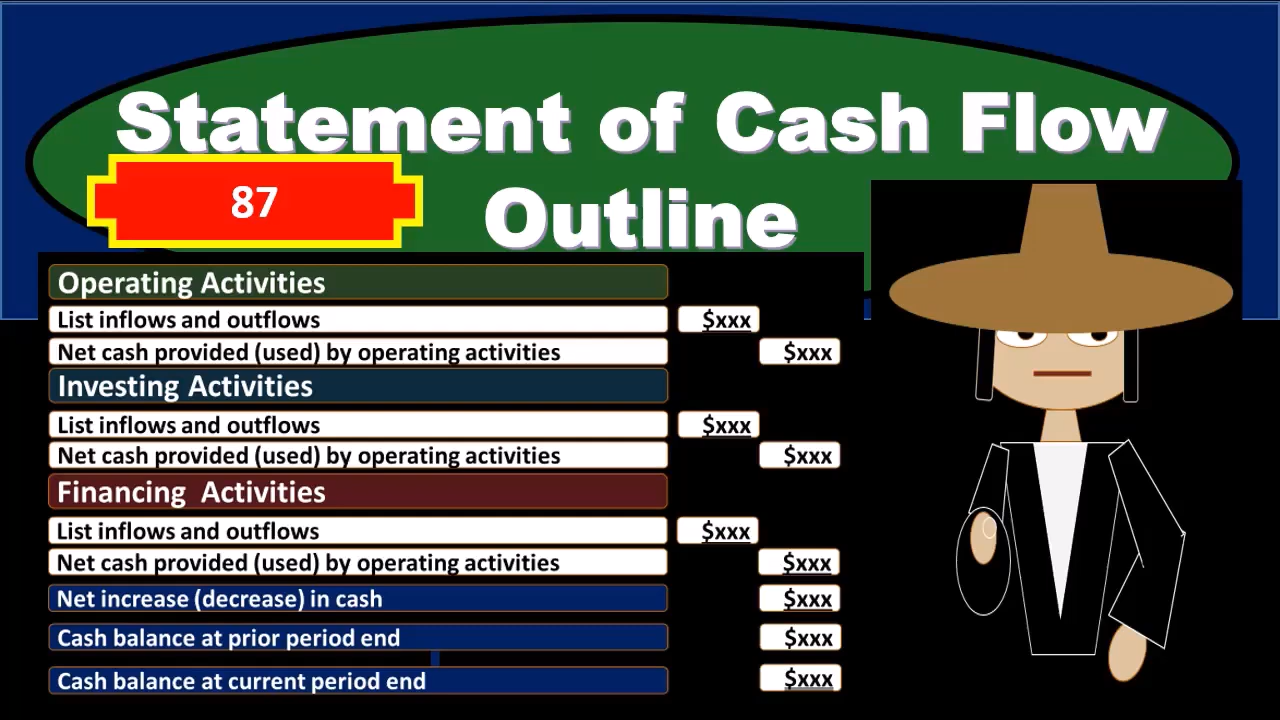 Statement of Cash Flow
87
Outline
Operating Activities
List inflows and outflows $xxx
Net cash provided (used) by operating activities $xxx
Investing Activities
List inflows and outflows $xxx
Net cash provided (used) by operating activities $xxx
Financing Activities
List inflows and outflows $xxx
Net cash provided (used) by operating activities $xxx
Net increase (decrease) in cash $xxx
Cash balance at prior period end $xxx
Cash balance at current period end $xxx